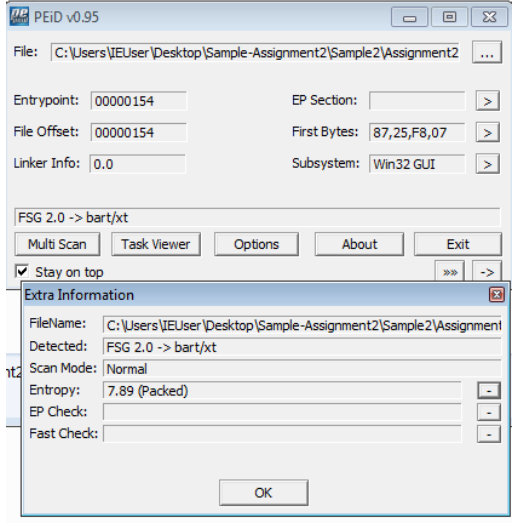 PEiD v0.95
File: C:\Users\IEUser\Desktop\Sample-Assignment2\Sample2\Assignment2 ...
Entrypoint: 00000154 EP Section: >
File Offset: 00000154 First Bytes: 87,25,F8,07 >
Linker Info: 0.0 Subsystem: Win32 GUI >
FSG 2.0 -> bart/xt
Multi Scan Task Viewer Options About Exit
Stay on top »» ->
Extra Information
FileName: C:\Users\IEUser\Desktop\Sample-Assignment2\Sample2\Assignment
Detected: FSG 2.0 -> bart/xt
Scan Mode: Normal
Entropy: 7.89 (Packed) -
EP Check: -
Fast Check: -
OK